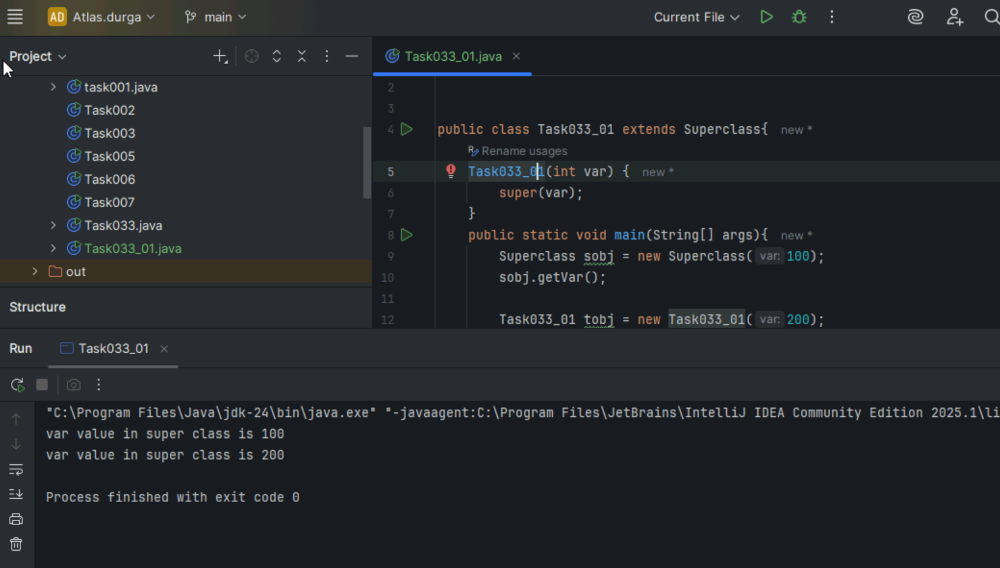 AD Atlas.durga main Current File
Project
task001.java
Task002
Task003
Task005
Task006
Task007
Task033.java
Task033_01.java
out
Structure
Task033_01.java
2
3
4 public class Task033_01 extends Superclass{ new *
Rename usages
5 Task033_01(int var) { new *
6 super(var);
7 }
8 public static void main(String[] args){ new *
9 Superclass sobj = new Superclass( var: 100);
10 sobj.getVar();
11
12 Task033_01 tobj = new Task033_01( var: 200);
Run Task033_01
"C:\Program Files\Java\jdk-24\bin\java.exe" "-javaagent:C:\Program Files\JetBrains\IntelliJ IDEA Community Edition 2025.1\li
var value in super class is 100
var value in super class is 200
Process finished with exit code 0